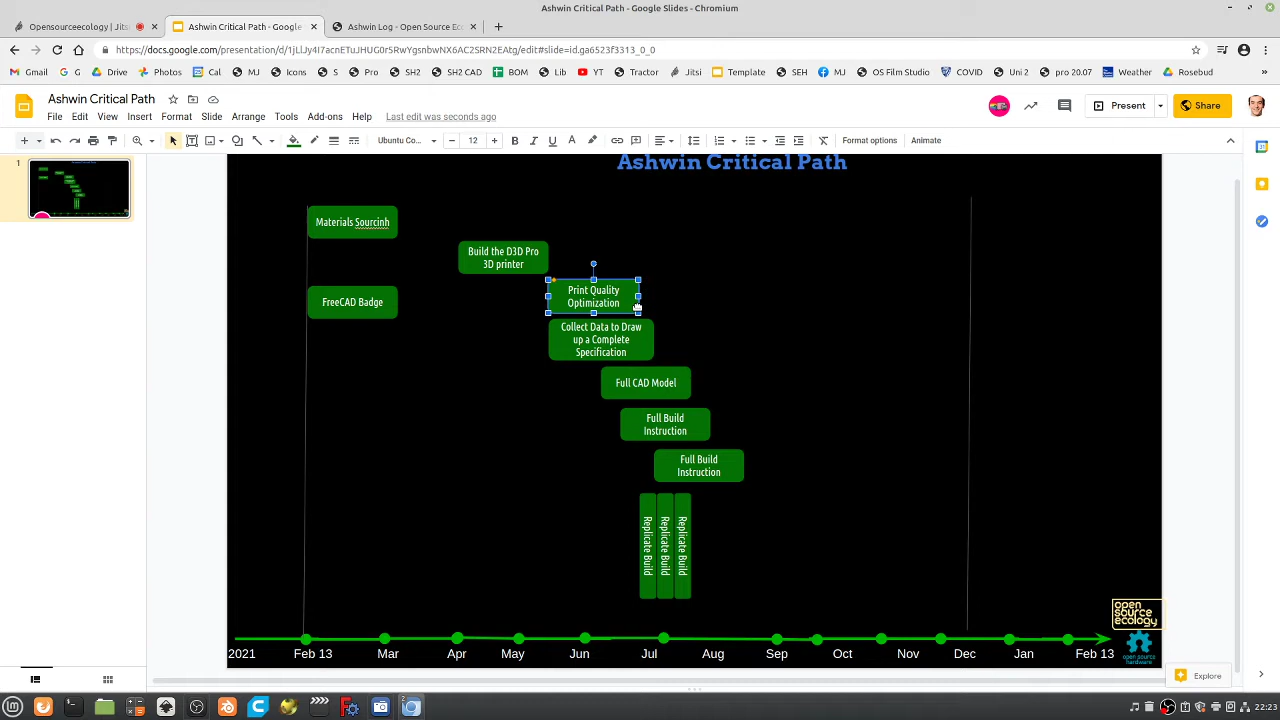 Ashwin Critical Path - Google Slides - Chromium
Opensourceecology | Jitsi
Ashwin Critical Path - Google
Ashwin Log - Open Source Ec
https://docs.google.com/presentation/d/1jLlJy4I7acnETuJHUG0rSRwYgsnbwNX6ACZSRN2EAtg/edit#slide=id.ga6523f3313_0_0
Gmail
G
Drive
Photos
Cal
MJ
Icons
S
Pro
SH2
SH2 CAD
BOM
Lib
YT
Tractor
Jitsi
Template
SEH
MJ
OS Film Studio
COVID
Uni 2
pro 20.07
Weather
Rosebud
Ashwin Critical Path
File Edit View Insert Format Slide Arrange Tools Add-ons Help
Last edit was seconds ago
Present
Share
Ubuntu Co...
12
Format options
Animate
1
Ashwin Critical Path
Materials Sourcinh
Build the D3D Pro
3D printer
Print Quality
Optimization
FreeCAD Badge
Collect Data to Draw
up a Complete
Specification
Full CAD Model
Full Build
Instruction
Full Build
Instruction
Replicate Build
Replicate Build
Replicate Build
open
source
ecology
2021 Feb 13 Mar Apr May Jun Jul Aug Sep Oct Nov Dec Jan Feb 13
open source
hardware
Explore
22:23